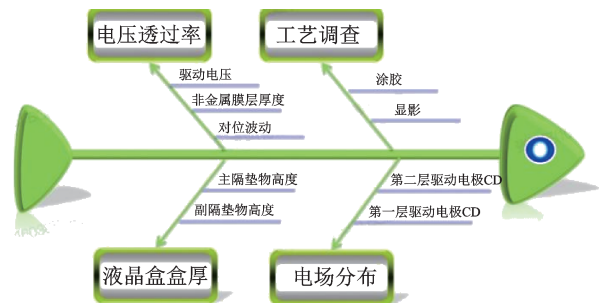 电压透过率
工艺调查
驱动电压
非金属膜层厚度
对位波动
涂胶
显影
主隔垫物高度
副隔垫物高度
第二层驱动电极CD
第一层驱动电极CD
液晶盒盒厚
电场分布